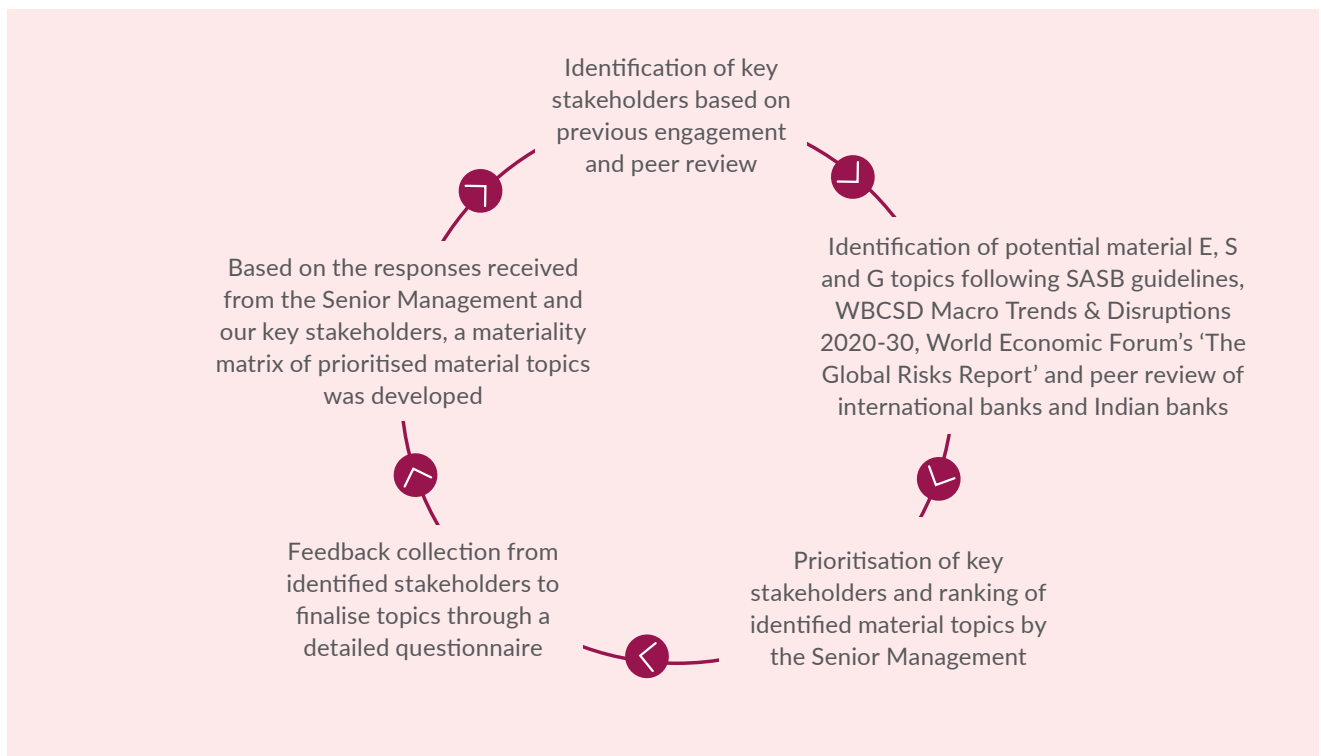 Identification of key
stakeholders based on
previous engagement
and peer review
Identification of potential material E, S
and G topics following SASB guidelines,
WBCSD Macro Trends & Disruptions
2020-30, World Economic Forum’s ‘The
Global Risks Report’ and peer review of
international banks and Indian banks
Prioritisation of key
stakeholders and ranking of
identified material topics by
the Senior Management
Feedback collection from
identified stakeholders to
finalise topics through a
detailed questionnaire
Based on the responses received
from the Senior Management and
our key stakeholders, a materiality
matrix of prioritised material topics
was developed